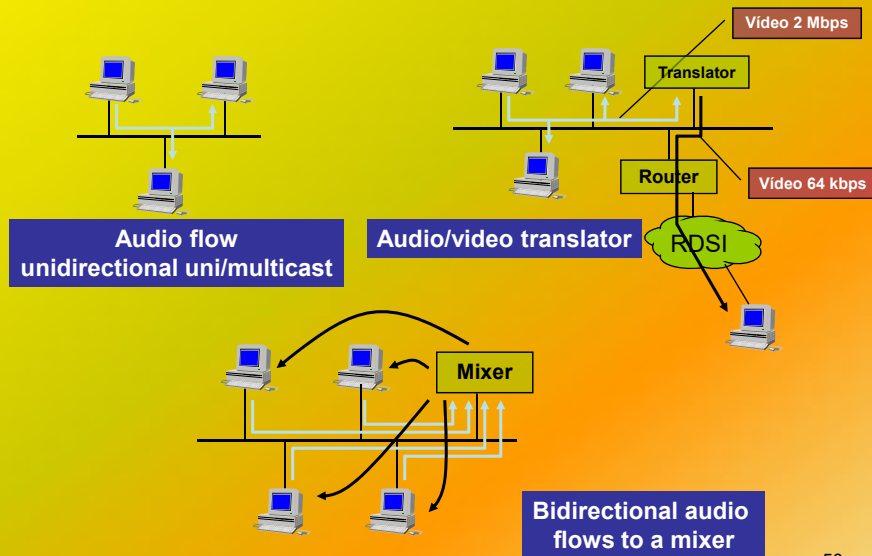 Vídeo 2 Mbps
Translator
Router
Vídeo 64 kbps
Audio flow
unidirectional uni/multicast
Audio/video translator
RDSI
Mixer
Bidirectional audio
flows to a mixer